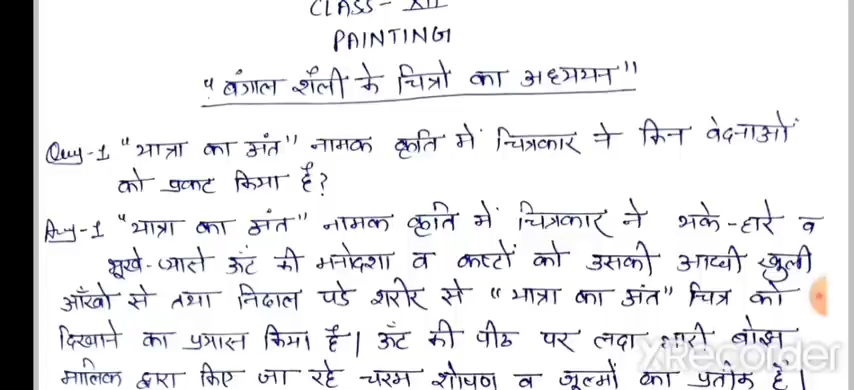 CLASS- XII
PAINTING
"बंगाल शैली के चित्रों का अध्ययन"
Que-1 "यात्रा का अंत" नामक कृति में चित्रकार ने किन वेदनाओं
को प्रकट किया है?
Ans-1 "यात्रा का अंत" नामक कृति में चित्रकार ने थके-हारे व
भूखे-प्यासे ऊँट की मनोदशा व कष्टों को उसकी आधी खुली
आँखों से तथा निढाल पड़े शरीर से "यात्रा का अंत" चित्र को
दिखाने का प्रयास किया है। ऊँट की पीठ पर लदा भारी बोझ
मालिक द्वारा किए जा रहे चरम शोषण व जुल्मों का प्रतीक है।
XRecorder